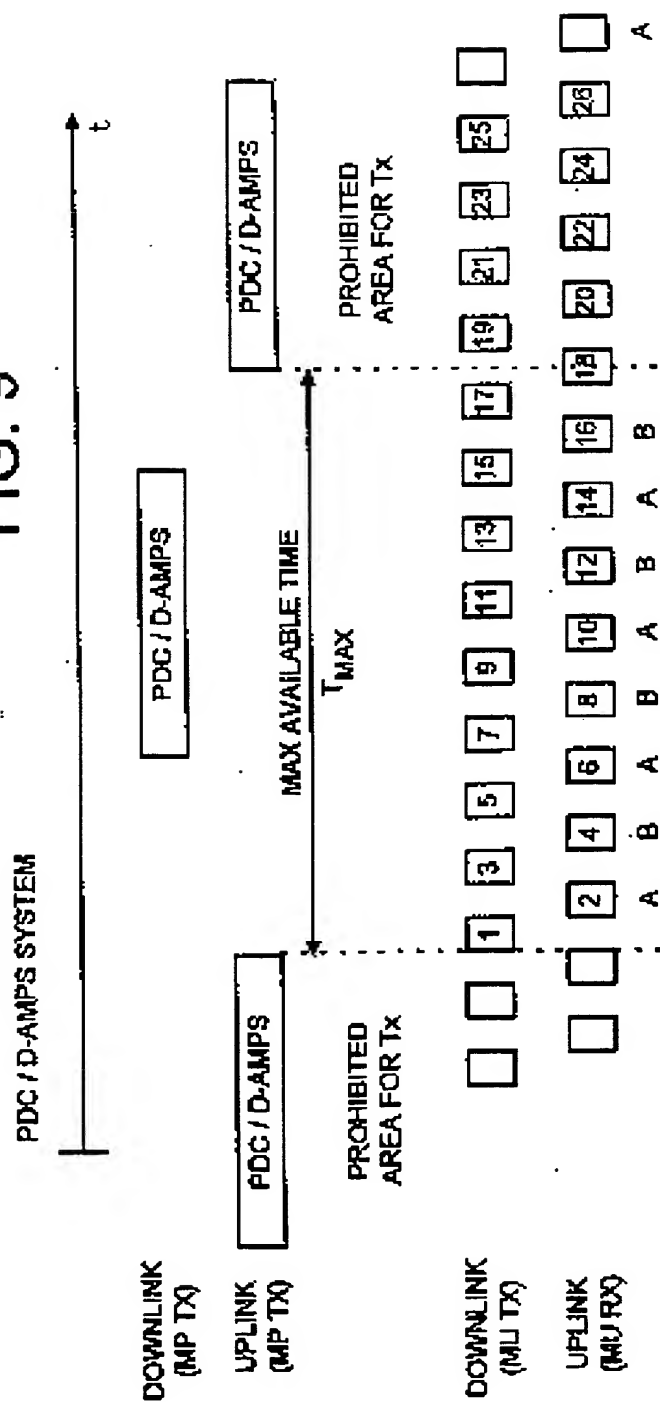 FIG. 9
PDC / D-AMPS SYSTEM
t
DOWNLINK
(MP TX)
PDC / D-AMPS
UPLINK
(MP TX)
PDC / D-AMPS
PDC / D-AMPS
PROHIBITED
AREA FOR Tx
MAX AVAILABLE TIME
TMAX
PROHIBITED
AREA FOR Tx
DOWNLINK
(MU TX)
1 3 5 7 9 11 13 15 17 19 21 23 25
UPLINK
(MU RX)
2 4 6 8 10 12 14 16 18 20 22 24 26
A B A B A B A B A